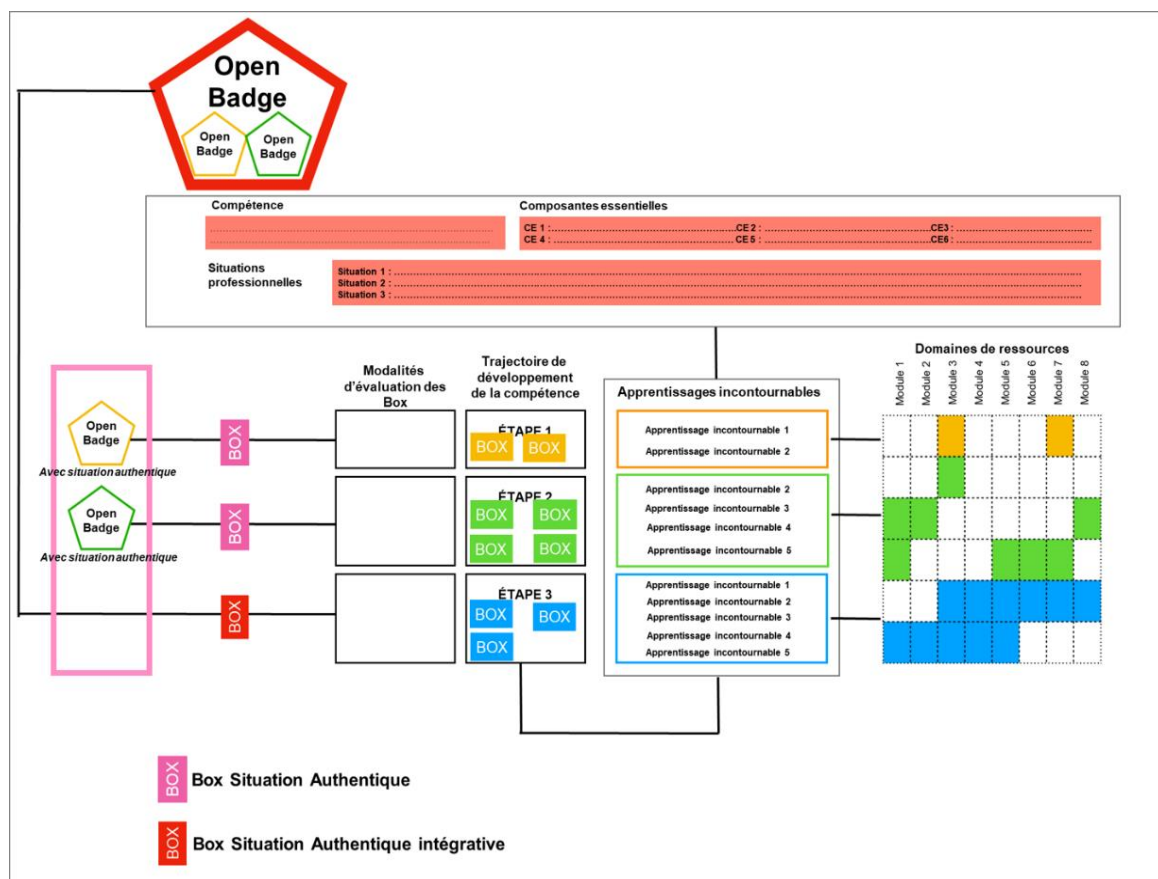 Open
Badge
Open
Badge
Open
Badge
Compétence
Composantes essentielles
CE 1 :
CE 2 :
CE3 :
CE 4 :
CE 5 :
CE6 :
Situations
professionnelles
Situation 1 :
Situation 2 :
Situation 3 :
Modalités
d'évaluation des
Box
Trajectoire de
développement
de la compétence
Apprentissages incontournables
Domaines de ressources
Module 1
Module 2
Module 3
Module 4
Module 5
Module 6
Module 7
Module 8
Open
Badge
Avec situation authentique
BOX
ÉTAPE 1
BOX
BOX
Apprentissage incontournable 1
Apprentissage incontournable 2
Open
Badge
Avec situation authentique
BOX
ÉTAPE 2
BOX
BOX
BOX
BOX
Apprentissage incontournable 2
Apprentissage incontournable 3
Apprentissage incontournable 4
Apprentissage incontournable 5
BOX
ÉTAPE 3
BOX
BOX
BOX
Apprentissage incontournable 1
Apprentissage incontournable 2
Apprentissage incontournable 3
Apprentissage incontournable 4
Apprentissage incontournable 5
BOX
Box Situation Authentique
BOX
Box Situation Authentique intégrative